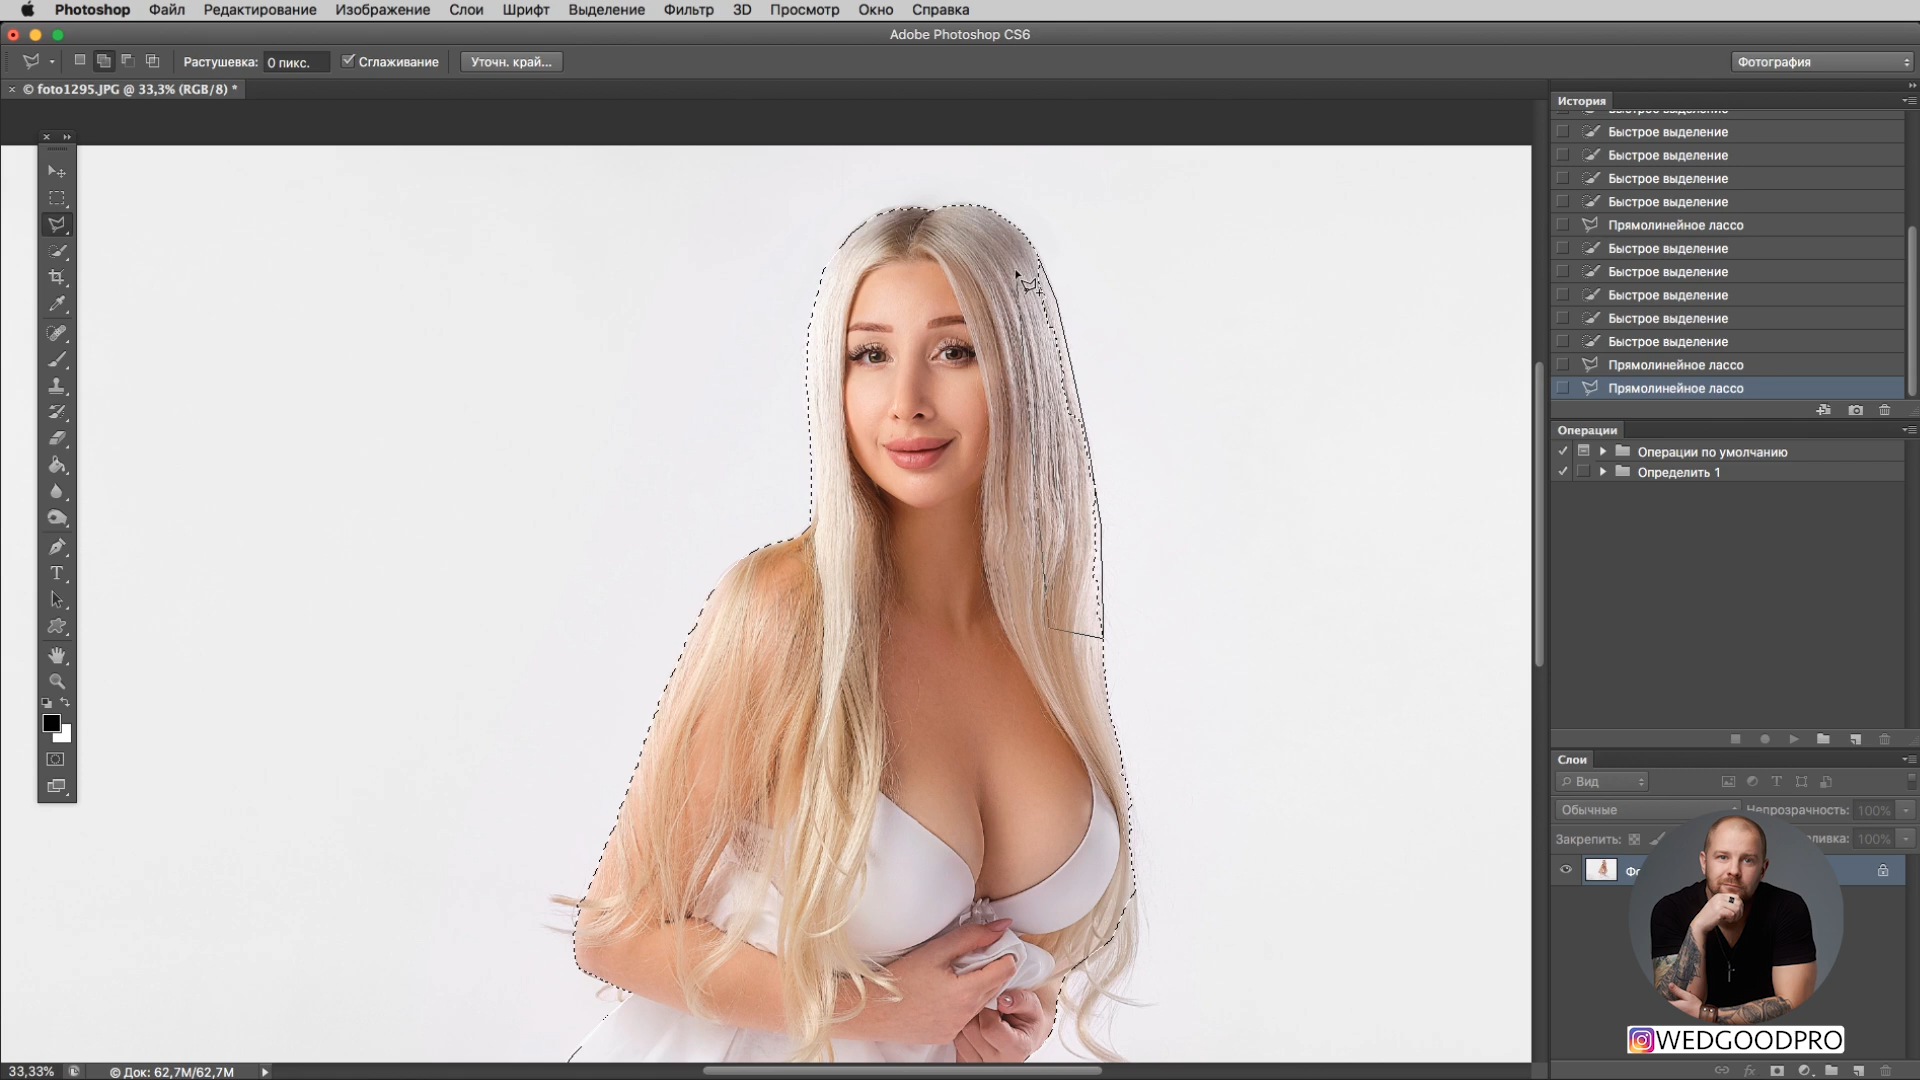 Photoshop Файл Редактирование Изображение Слои Шрифт Выделение Фильтр 3D Просмотр Окно Справка
Adobe Photoshop CS6
Растушевка: 0 пикс. Сглаживание Уточн. край... Фотография
× © foto1295.JPG @ 33,3% (RGB/8) *
История
Быстрое выделение
Быстрое выделение
Быстрое выделение
Быстрое выделение
Быстрое выделение
Прямолинейное лассо
Быстрое выделение
Быстрое выделение
Быстрое выделение
Быстрое выделение
Быстрое выделение
Прямолинейное лассо
Прямолинейное лассо
Операции
Операции по умолчанию
Определить 1
Слои
Вид
Обычные Непрозрачность: 100%
Закрепить: аливка: 100%
WEDGOODPRO
33,33% © Док: 62,7M/62,7M